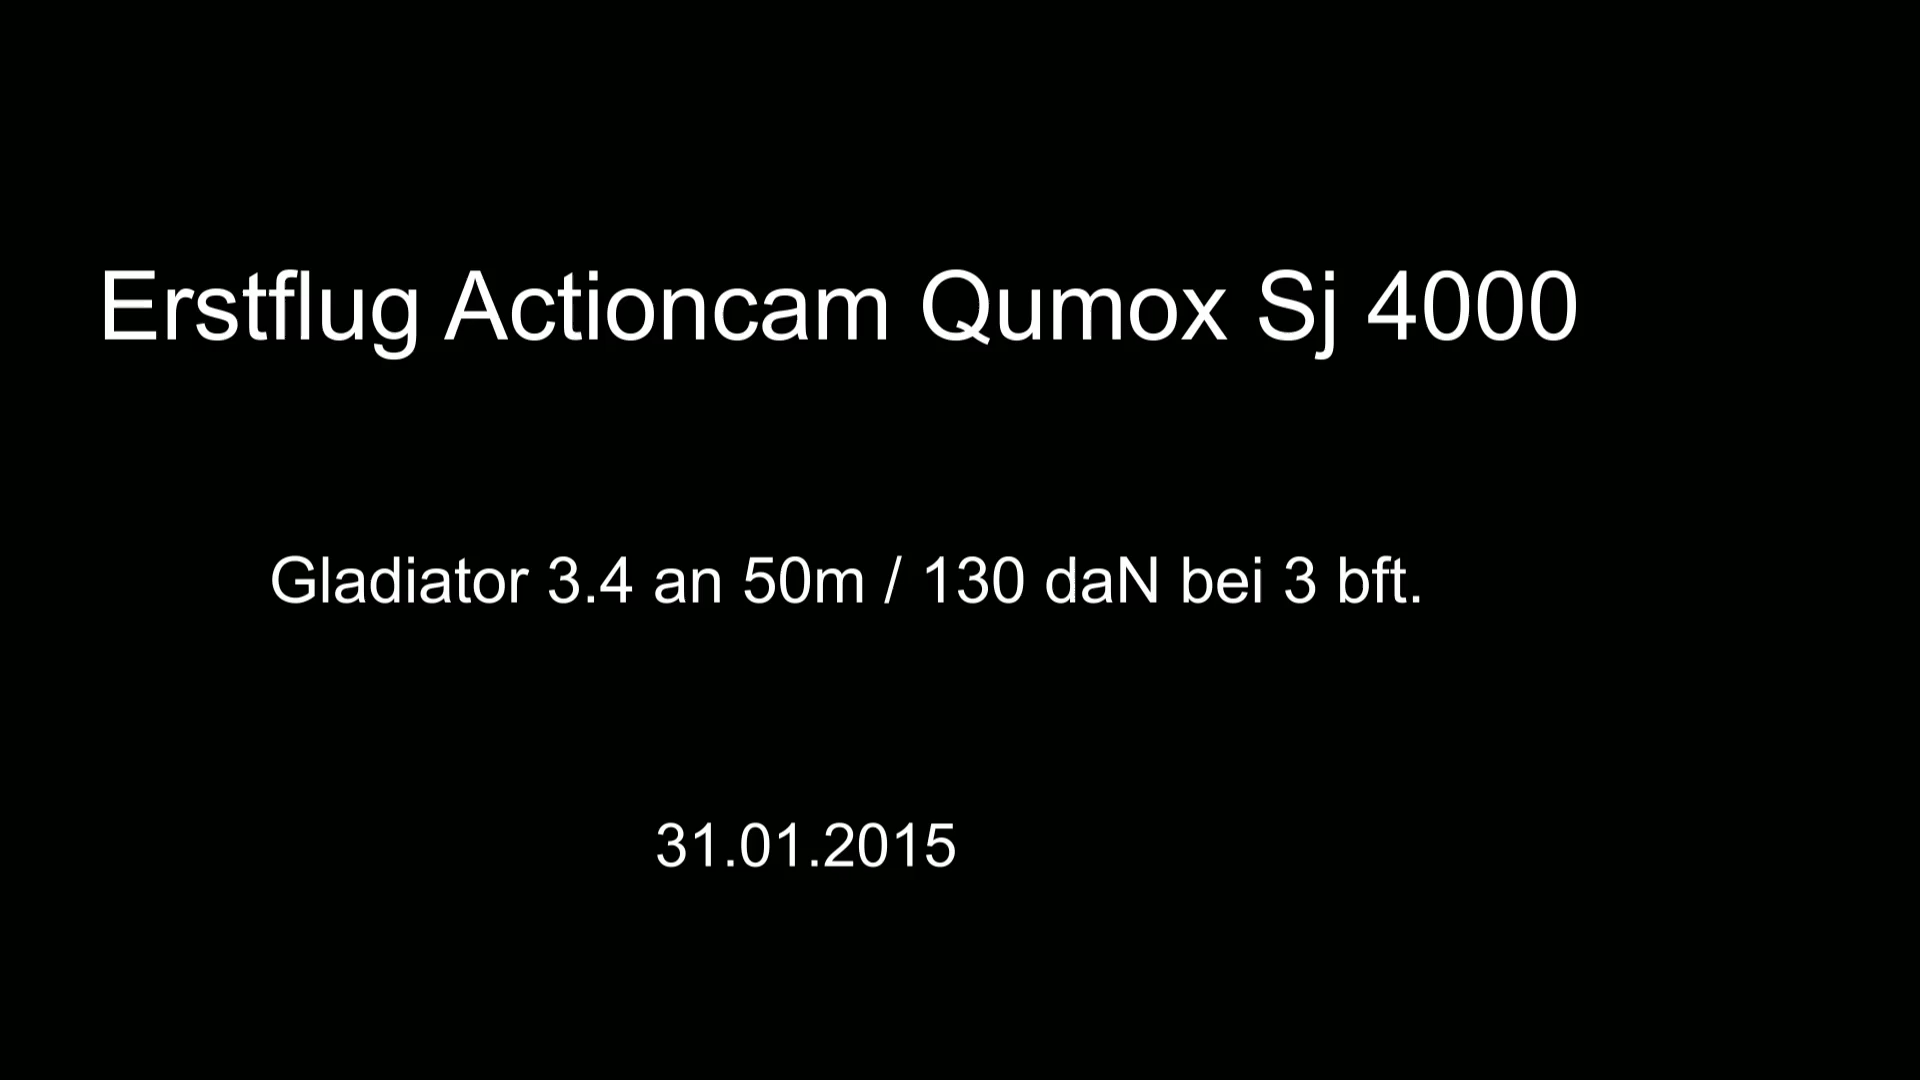 Erstflug Actioncam Qumox Sj 4000
Gladiator 3.4 an 50m / 130 daN bei 3 bft.
31.01.2015